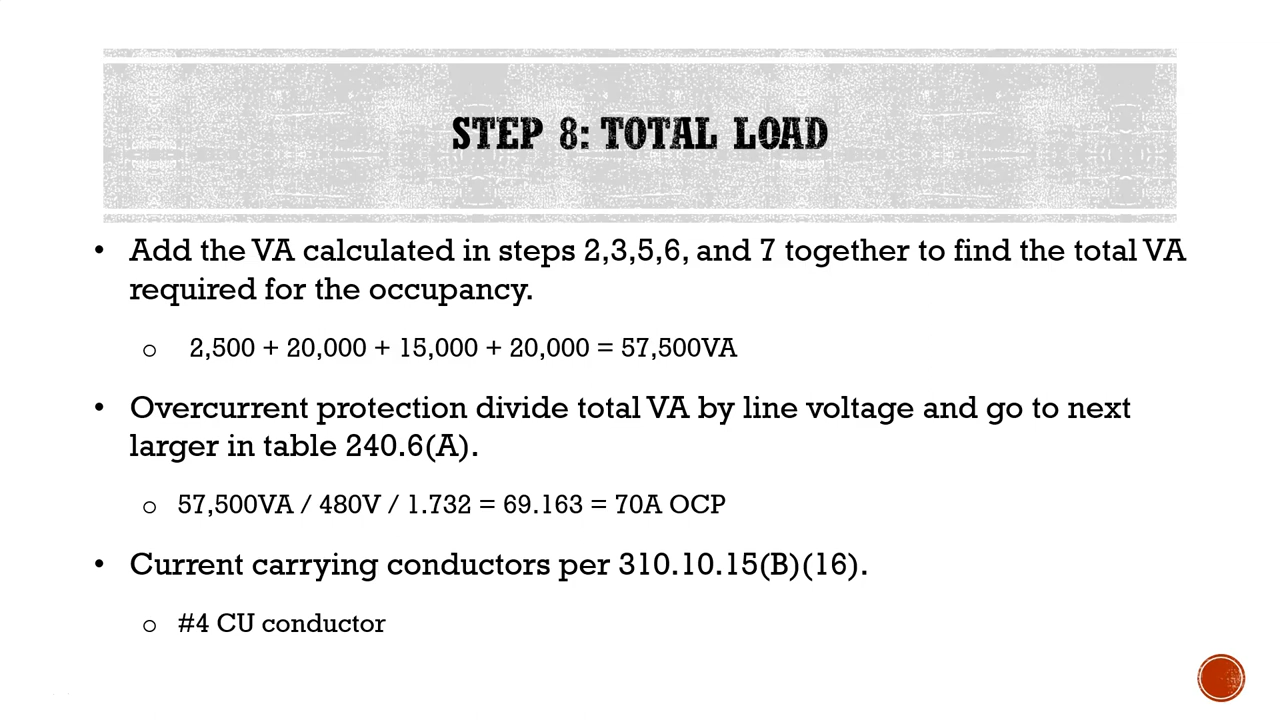 STEP 8: TOTAL LOAD
• Add the VA calculated in steps 2,3,5,6, and 7 together to find the total VA
required for the occupancy.
o 2,500 + 20,000 + 15,000 + 20,000 = 57,500VA
• Overcurrent protection divide total VA by line voltage and go to next
larger in table 240.6(A).
o 57,500VA / 480V / 1.732 = 69.163 = 70A OCP
• Current carrying conductors per 310.10.15(B)(16).
o #4 CU conductor